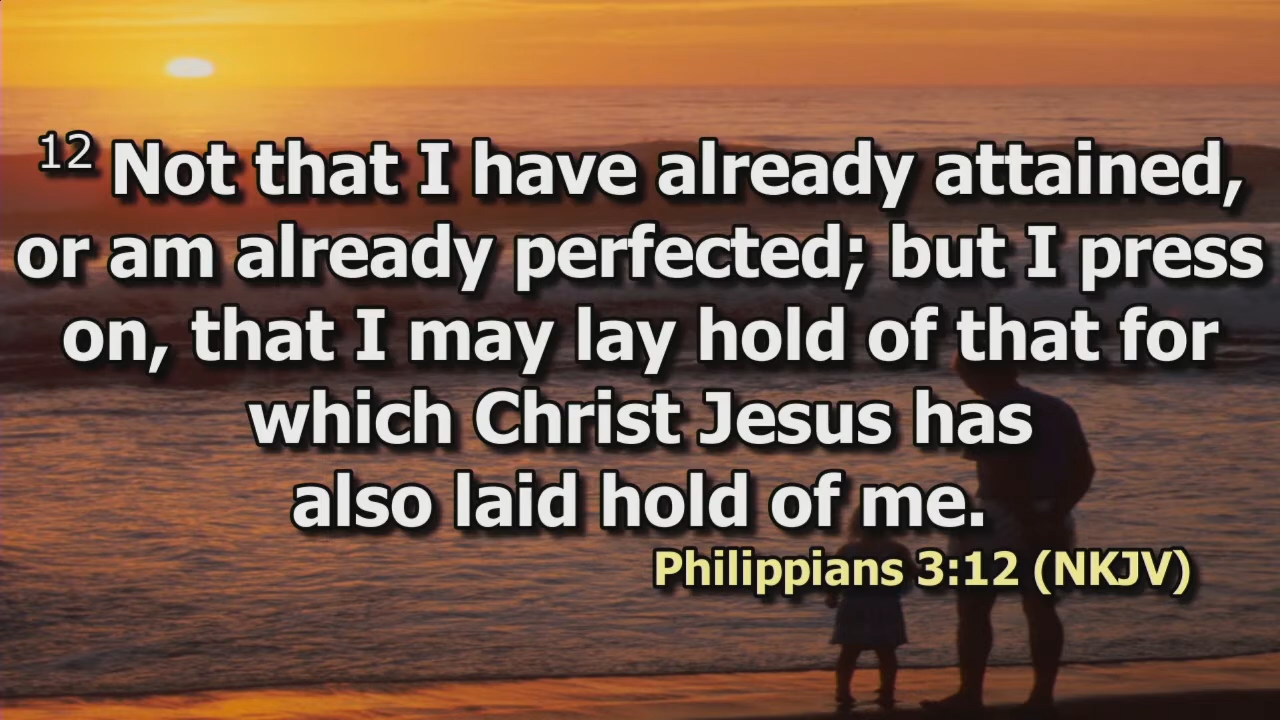 12 Not that I have already attained,
or am already perfected; but I press
on, that I may lay hold of that for
which Christ Jesus has
also laid hold of me.
Philippians 3:12 (NKJV)